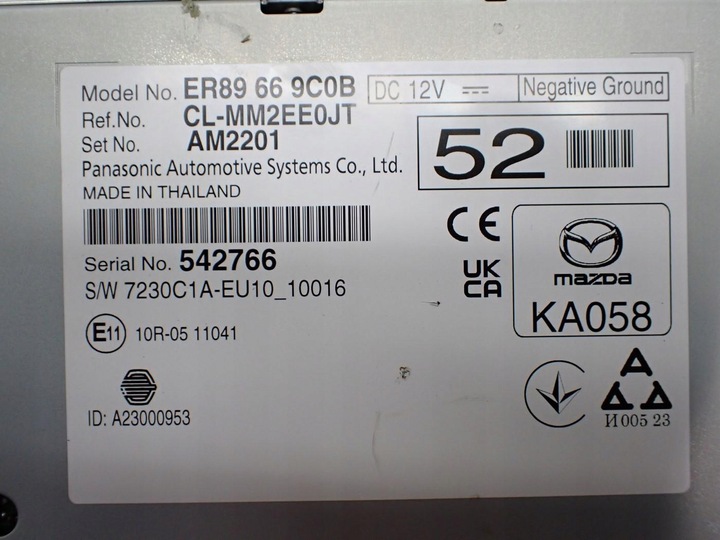 Model No. ER89 66 9C0B
DC 12V ⎓ Negative Ground
Ref.No. CL-MM2EE0JT
Set No. AM2201
52
Panasonic Automotive Systems Co., Ltd.
MADE IN THAILAND
CE
Serial No. 542766
UK
CA
mazda
S/W 7230C1A-EU10_10016
KA058
E11 10R-05 11041
A
ID: A23000953
И 005 23